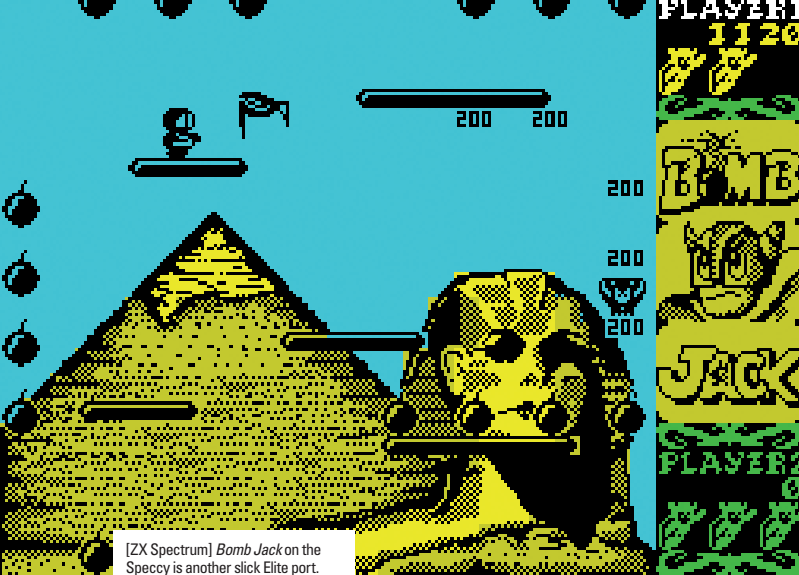 PLAYER1
1120
200 200
200
200
200
BOMB
JACK
PLAYER2
0
[ZX Spectrum] Bomb Jack on the
Speccy is another slick Elite port.